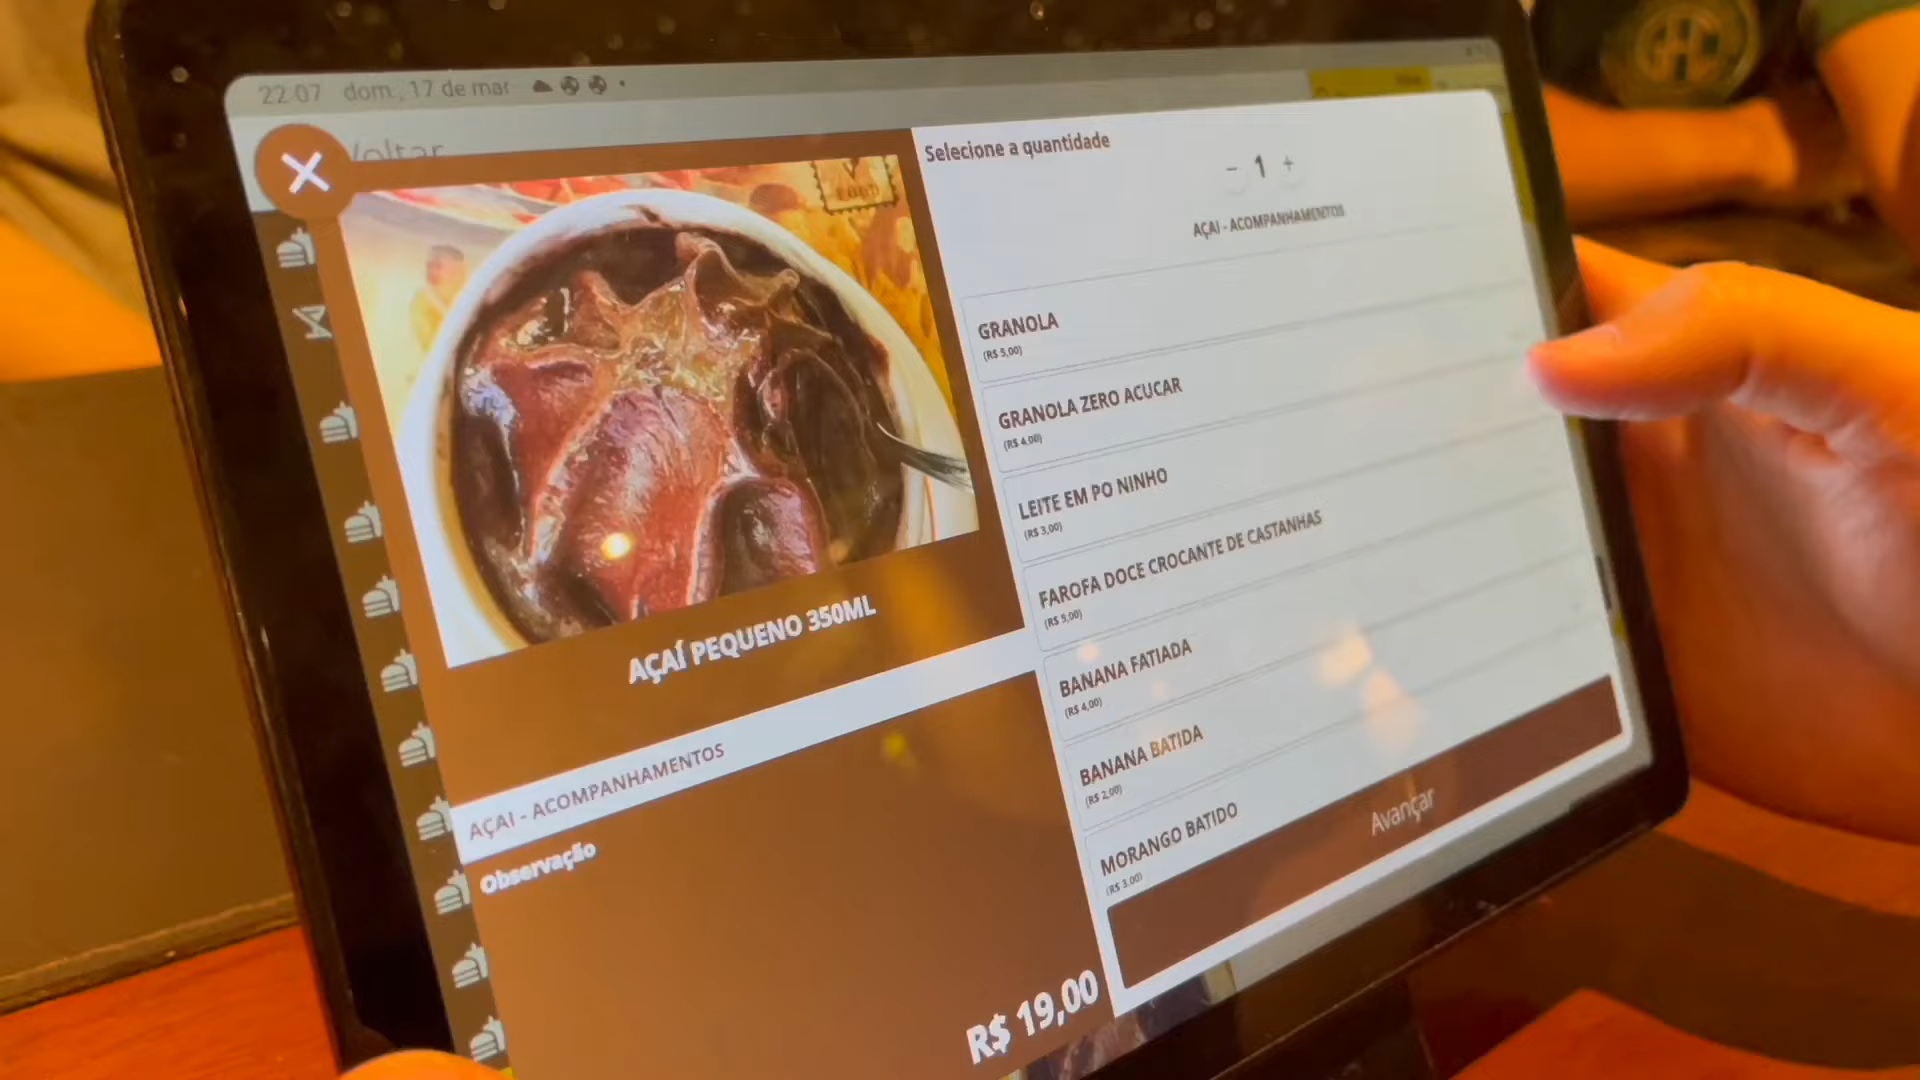 22:07 dom., 17 de mar
Voltar
FOOD
AÇAÍ PEQUENO 350ML
AÇAI - ACOMPANHAMENTOS
Observação
R$ 19,00
Selecione a quantidade
− 1 +
AÇAI - ACOMPANHAMENTOS
GRANOLA
(R$ 5,00)
GRANOLA ZERO ACUCAR
(R$ 4,00)
LEITE EM PO NINHO
(R$ 3,00)
FAROFA DOCE CROCANTE DE CASTANHAS
(R$ 5,00)
BANANA FATIADA
(R$ 4,00)
BANANA BATIDA
(R$ 2,00)
MORANGO BATIDO
(R$ 3,00)
Avançar